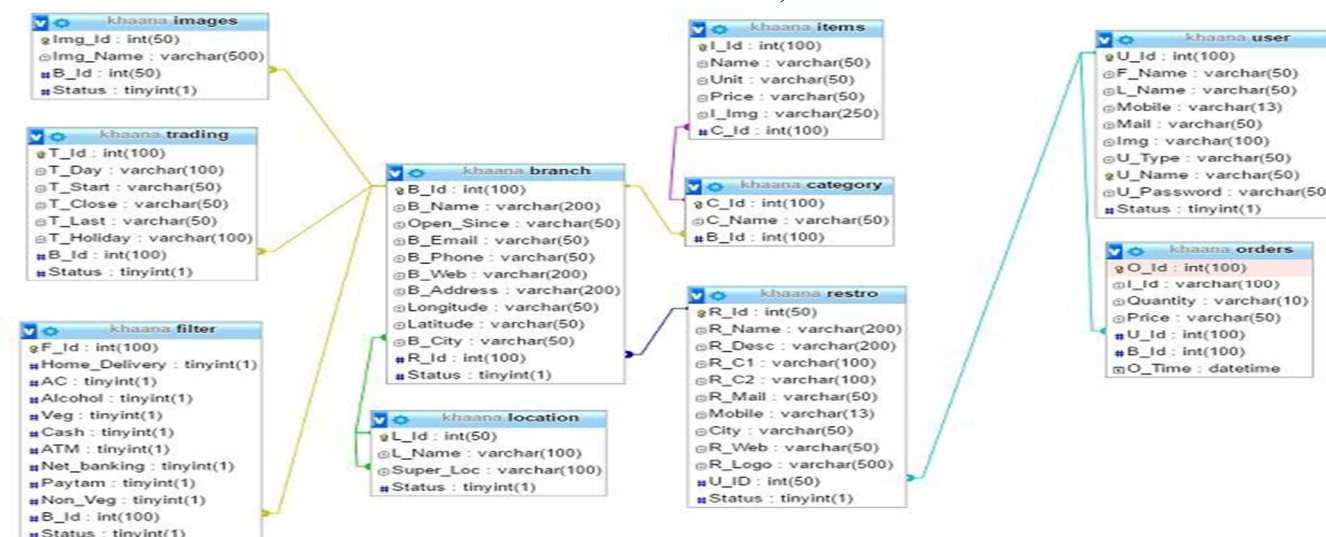 khaana images
Img_Id : int(50)
Img_Name : varchar(500)
B_Id : int(50)
Status : tinyint(1)
khaana trading
T_Id : int(100)
T_Day : varchar(100)
T_Start : varchar(50)
T_Close : varchar(50)
T_Last : varchar(50)
T_Holiday : varchar(100)
B_Id : int(100)
Status : tinyint(1)
khaana filter
F_Id : int(100)
Home_Delivery : tinyint(1)
AC : tinyint(1)
Alcohol : tinyint(1)
Veg : tinyint(1)
Cash : tinyint(1)
ATM : tinyint(1)
Net_banking : tinyint(1)
Paytam : tinyint(1)
Non_Veg : tinyint(1)
B_Id : int(100)
Status : tinyint(1)
khaana branch
B_Id : int(100)
B_Name : varchar(200)
Open_Since : varchar(50)
B_Email : varchar(50)
B_Phone : varchar(50)
B_Web : varchar(200)
B_Address : varchar(200)
Longitude : varchar(50)
Latitude : varchar(50)
B_City : varchar(50)
R_Id : int(100)
Status : tinyint(1)
khaana location
L_Id : int(50)
L_Name : varchar(100)
Super_Loc : varchar(100)
Status : tinyint(1)
khaana items
I_Id : int(100)
Name : varchar(50)
Unit : varchar(50)
Price : varchar(50)
I_Img : varchar(250)
C_Id : int(100)
khaana category
C_Id : int(100)
C_Name : varchar(50)
B_Id : int(100)
khaana restro
R_Id : int(50)
R_Name : varchar(200)
R_Desc : varchar(200)
R_C1 : varchar(100)
R_C2 : varchar(100)
R_Mail : varchar(50)
Mobile : varchar(13)
City : varchar(50)
R_Web : varchar(50)
R_Logo : varchar(500)
U_ID : int(50)
Status : tinyint(1)
khaana user
U_Id : int(100)
F_Name : varchar(50)
L_Name : varchar(50)
Mobile : varchar(13)
Mail : varchar(50)
Img : varchar(100)
U_Type : varchar(50)
U_Name : varchar(50)
U_Password : varchar(50
Status : tinyint(1)
khaana orders
O_Id : int(100)
I_Id : varchar(100)
Quantity : varchar(10)
Price : varchar(50)
U_Id : int(100)
B_Id : int(100)
O_Time : datetime